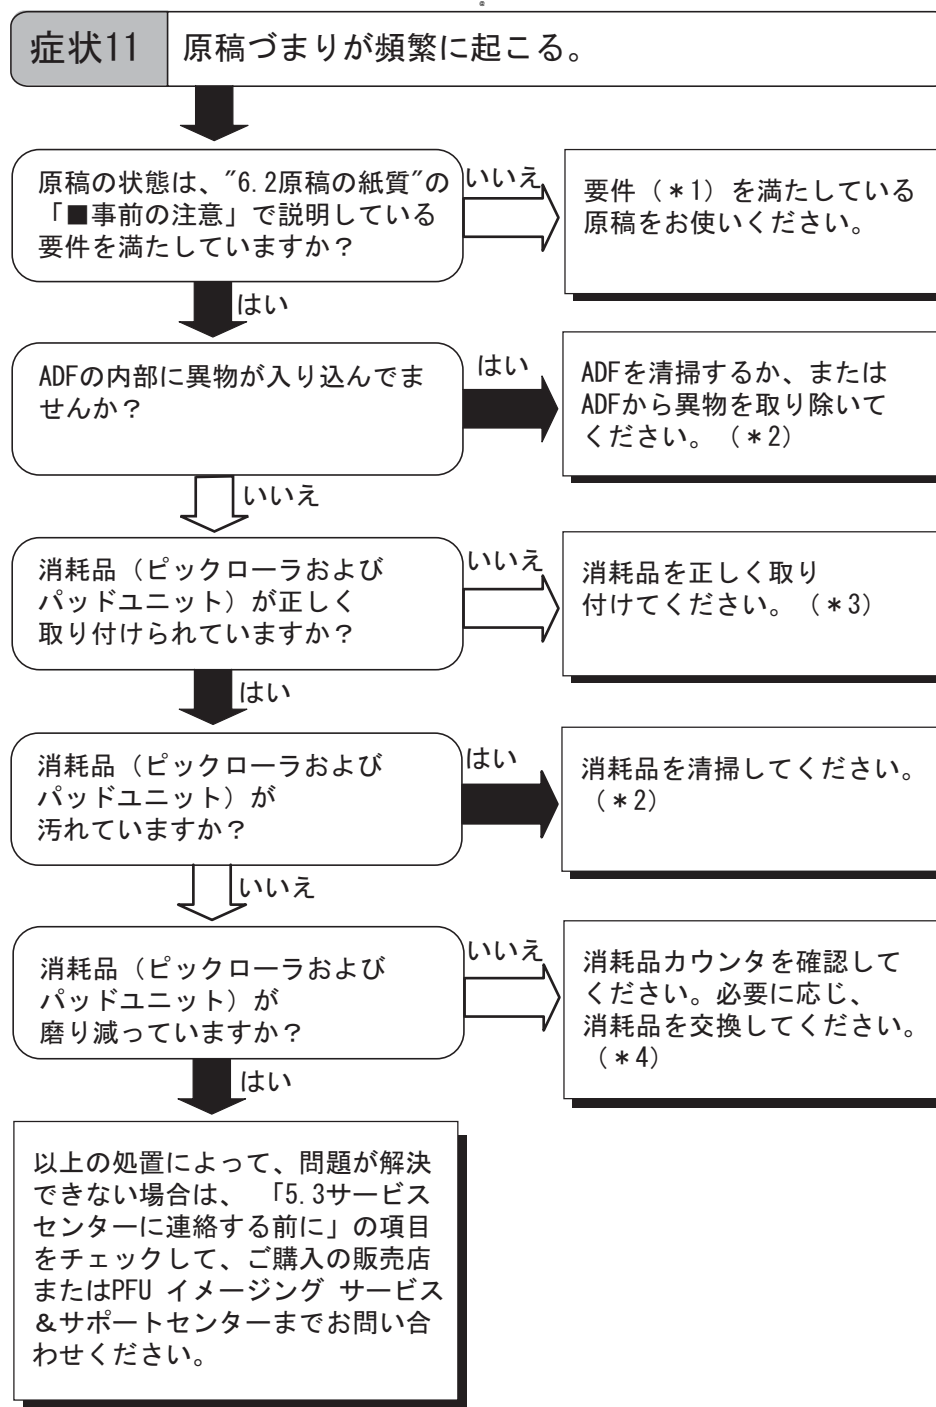 症状11 原稿づまりが頻繁に起こる。
原稿の状態は、"6.2原稿の紙質"の
「■事前の注意」で説明している
要件を満たしていますか？
いいえ
要件（＊1）を満たしている
原稿をお使いください。
はい
ADFの内部に異物が入り込んでま
せんか？
はい
ADFを清掃するか、または
ADFから異物を取り除いて
ください。（＊2）
いいえ
消耗品（ピックローラおよび
パッドユニット）が正しく
取り付けられていますか？
いいえ
消耗品を正しく取り
付けてください。（＊3）
はい
消耗品（ピックローラおよび
パッドユニット）が
汚れていますか？
はい
消耗品を清掃してください。
（＊2）
いいえ
消耗品（ピックローラおよび
パッドユニット）が
磨り減っていますか？
いいえ
消耗品カウンタを確認して
ください。必要に応じ、
消耗品を交換してください。
（＊4）
はい
以上の処置によって、問題が解決
できない場合は、 「5.3サービス
センターに連絡する前に」の項目
をチェックして、ご購入の販売店
またはPFU イメージング サービス
＆サポートセンターまでお問い合
わせください。